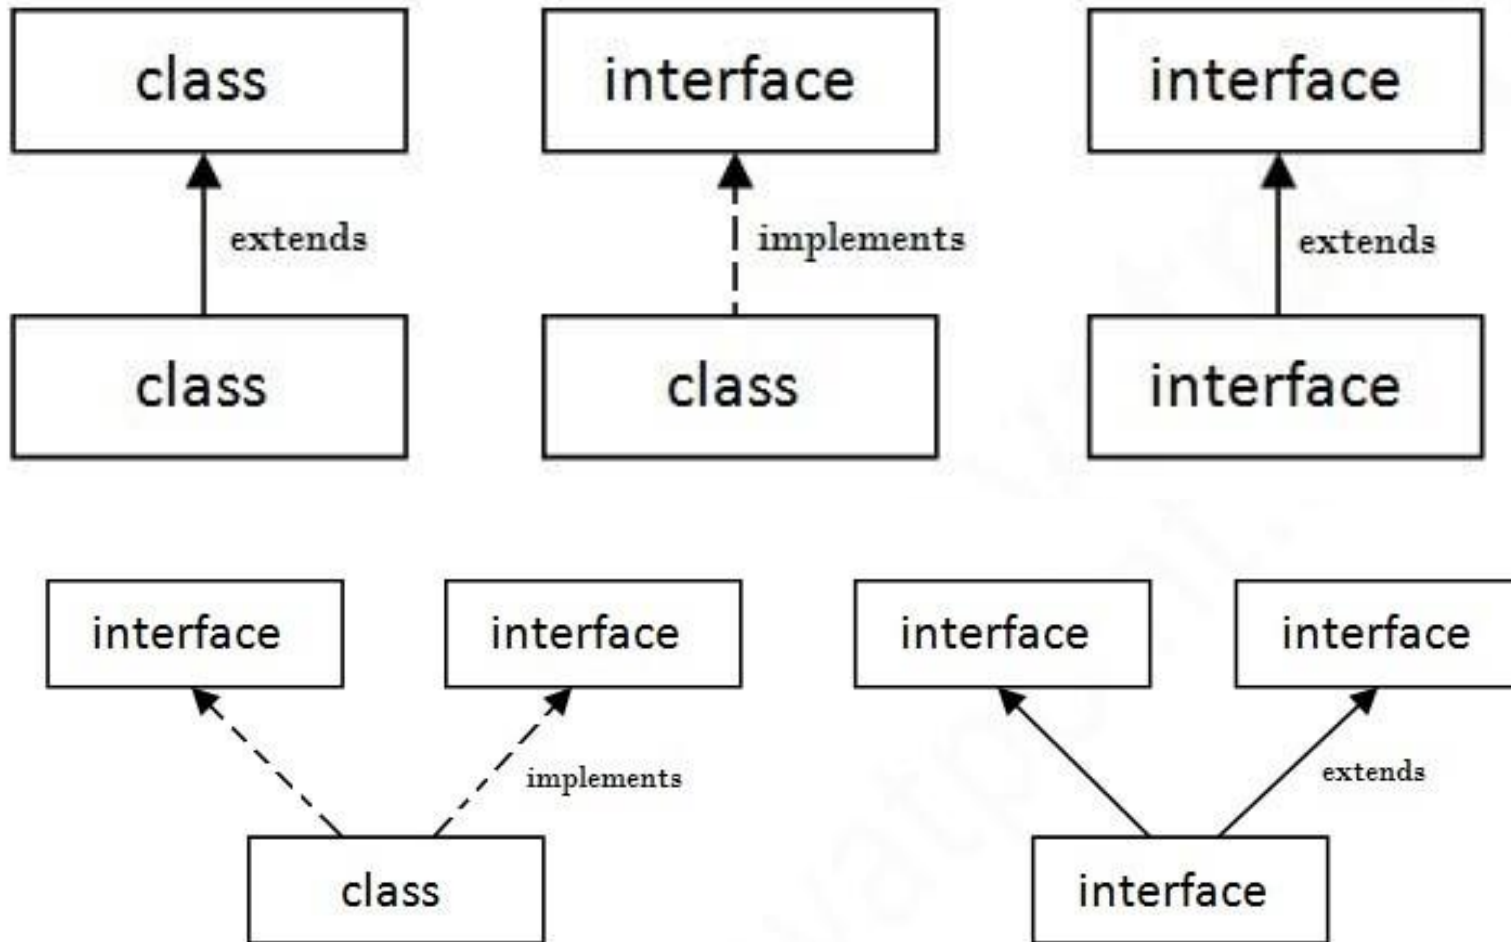 class interface interface
extends implements extends
class class interface
interface interface interface interface
implements extends
class interface